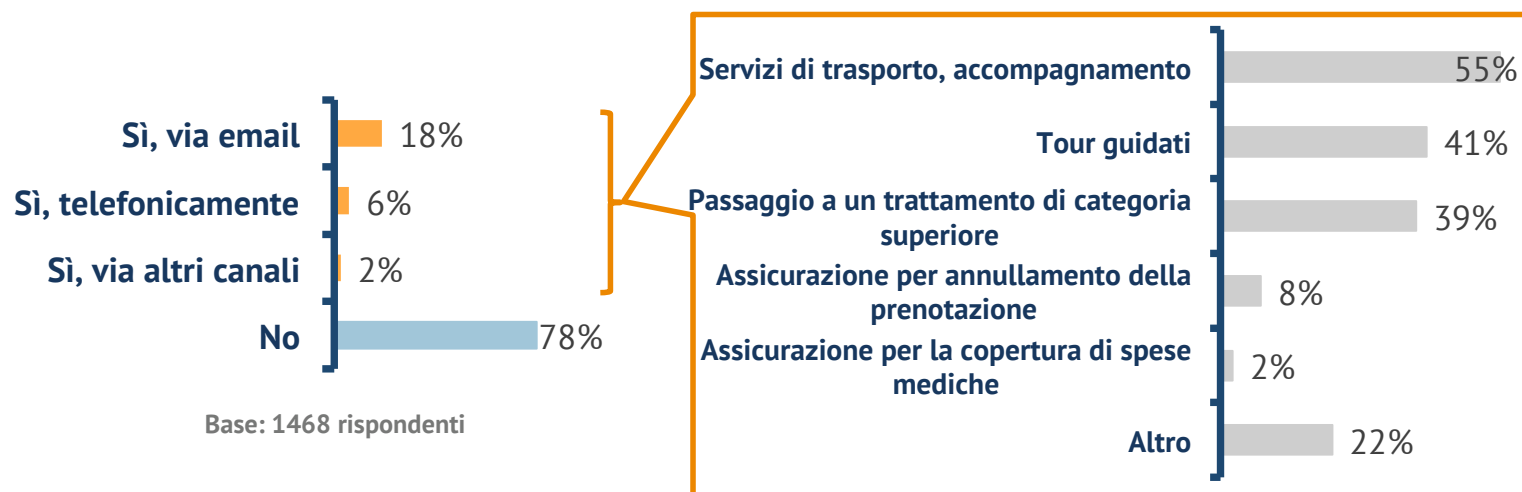 Sì, via email
18%
Sì, telefonicamente
6%
Sì, via altri canali
2%
No
78%
Base: 1468 rispondenti
Servizi di trasporto, accompagnamento
55%
Tour guidati
41%
Passaggio a un trattamento di categoria
superiore
39%
Assicurazione per annullamento della
prenotazione
8%
Assicurazione per la copertura di spese
mediche
2%
Altro
22%